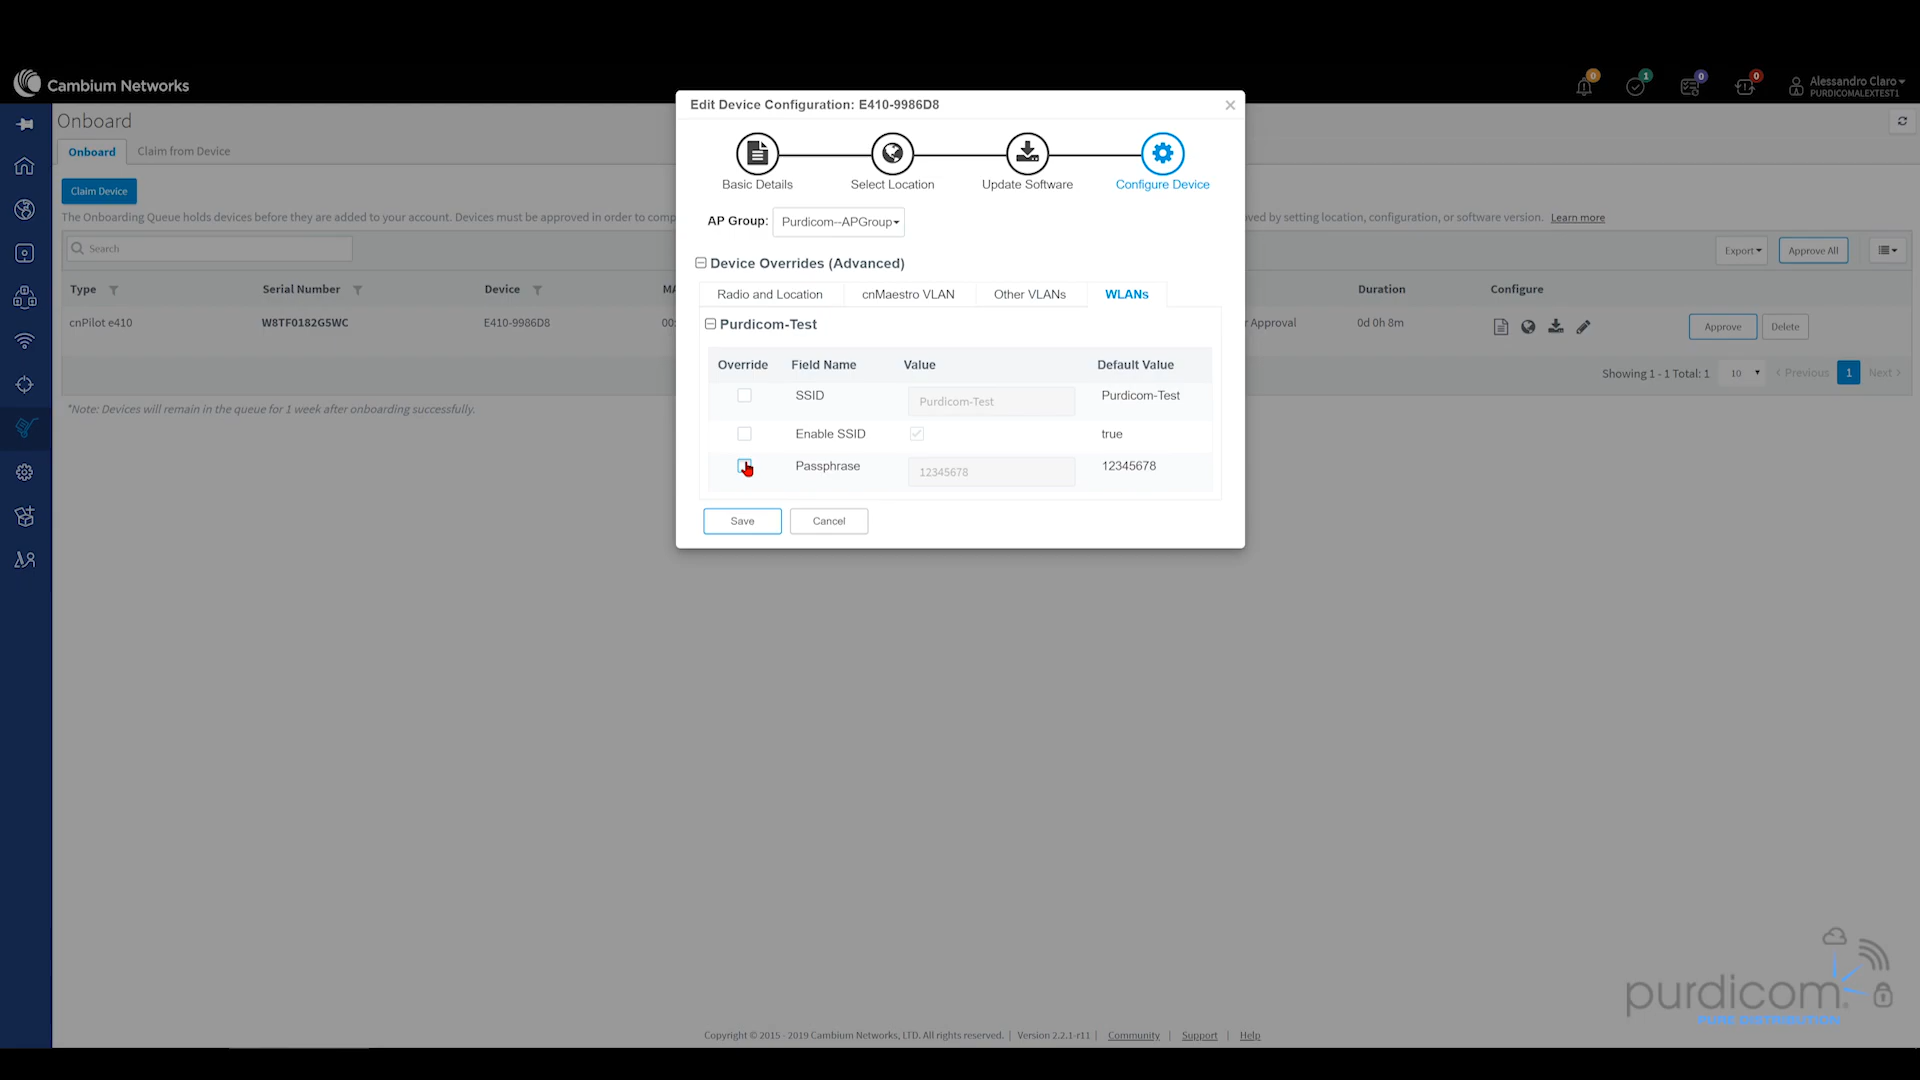 Cambium Networks
0
1
0
0
Alessandro Claro
PURDICOMALEXTEST1
Edit Device Configuration: E410-9986D8
×
Onboard
Onboard
Claim from Device
Basic Details
Select Location
Update Software
Configure Device
Claim Device
The Onboarding Queue holds devices before they are added to your account. Devices must be approved in order to comp
ved by setting location, configuration, or software version. Learn more
AP Group: Purdicom--APGroup
Search
Export
Approve All
Device Overrides (Advanced)
Type
Serial Number
Device
MA
Duration
Configure
Radio and Location
cnMaestro VLAN
Other VLANs
WLANs
cnPilot e410
W8TF0182G5WC
E410-9986D8
00:
r Approval
0d 0h 8m
Approve
Delete
Purdicom-Test
Override
Field Name
Value
Default Value
Showing 1 - 1 Total: 1
10
< Previous
1
Next >
SSID
Purdicom-Test
Purdicom-Test
*Note: Devices will remain in the queue for 1 week after onboarding successfully.
Enable SSID
true
Passphrase
12345678
12345678
Save
Cancel
purdicom.
PURE DISTRIBUTION
Copyright © 2015 - 2019 Cambium Networks, LTD. All rights reserved. | Version 2.2.1-r11 | Community | Support | Help